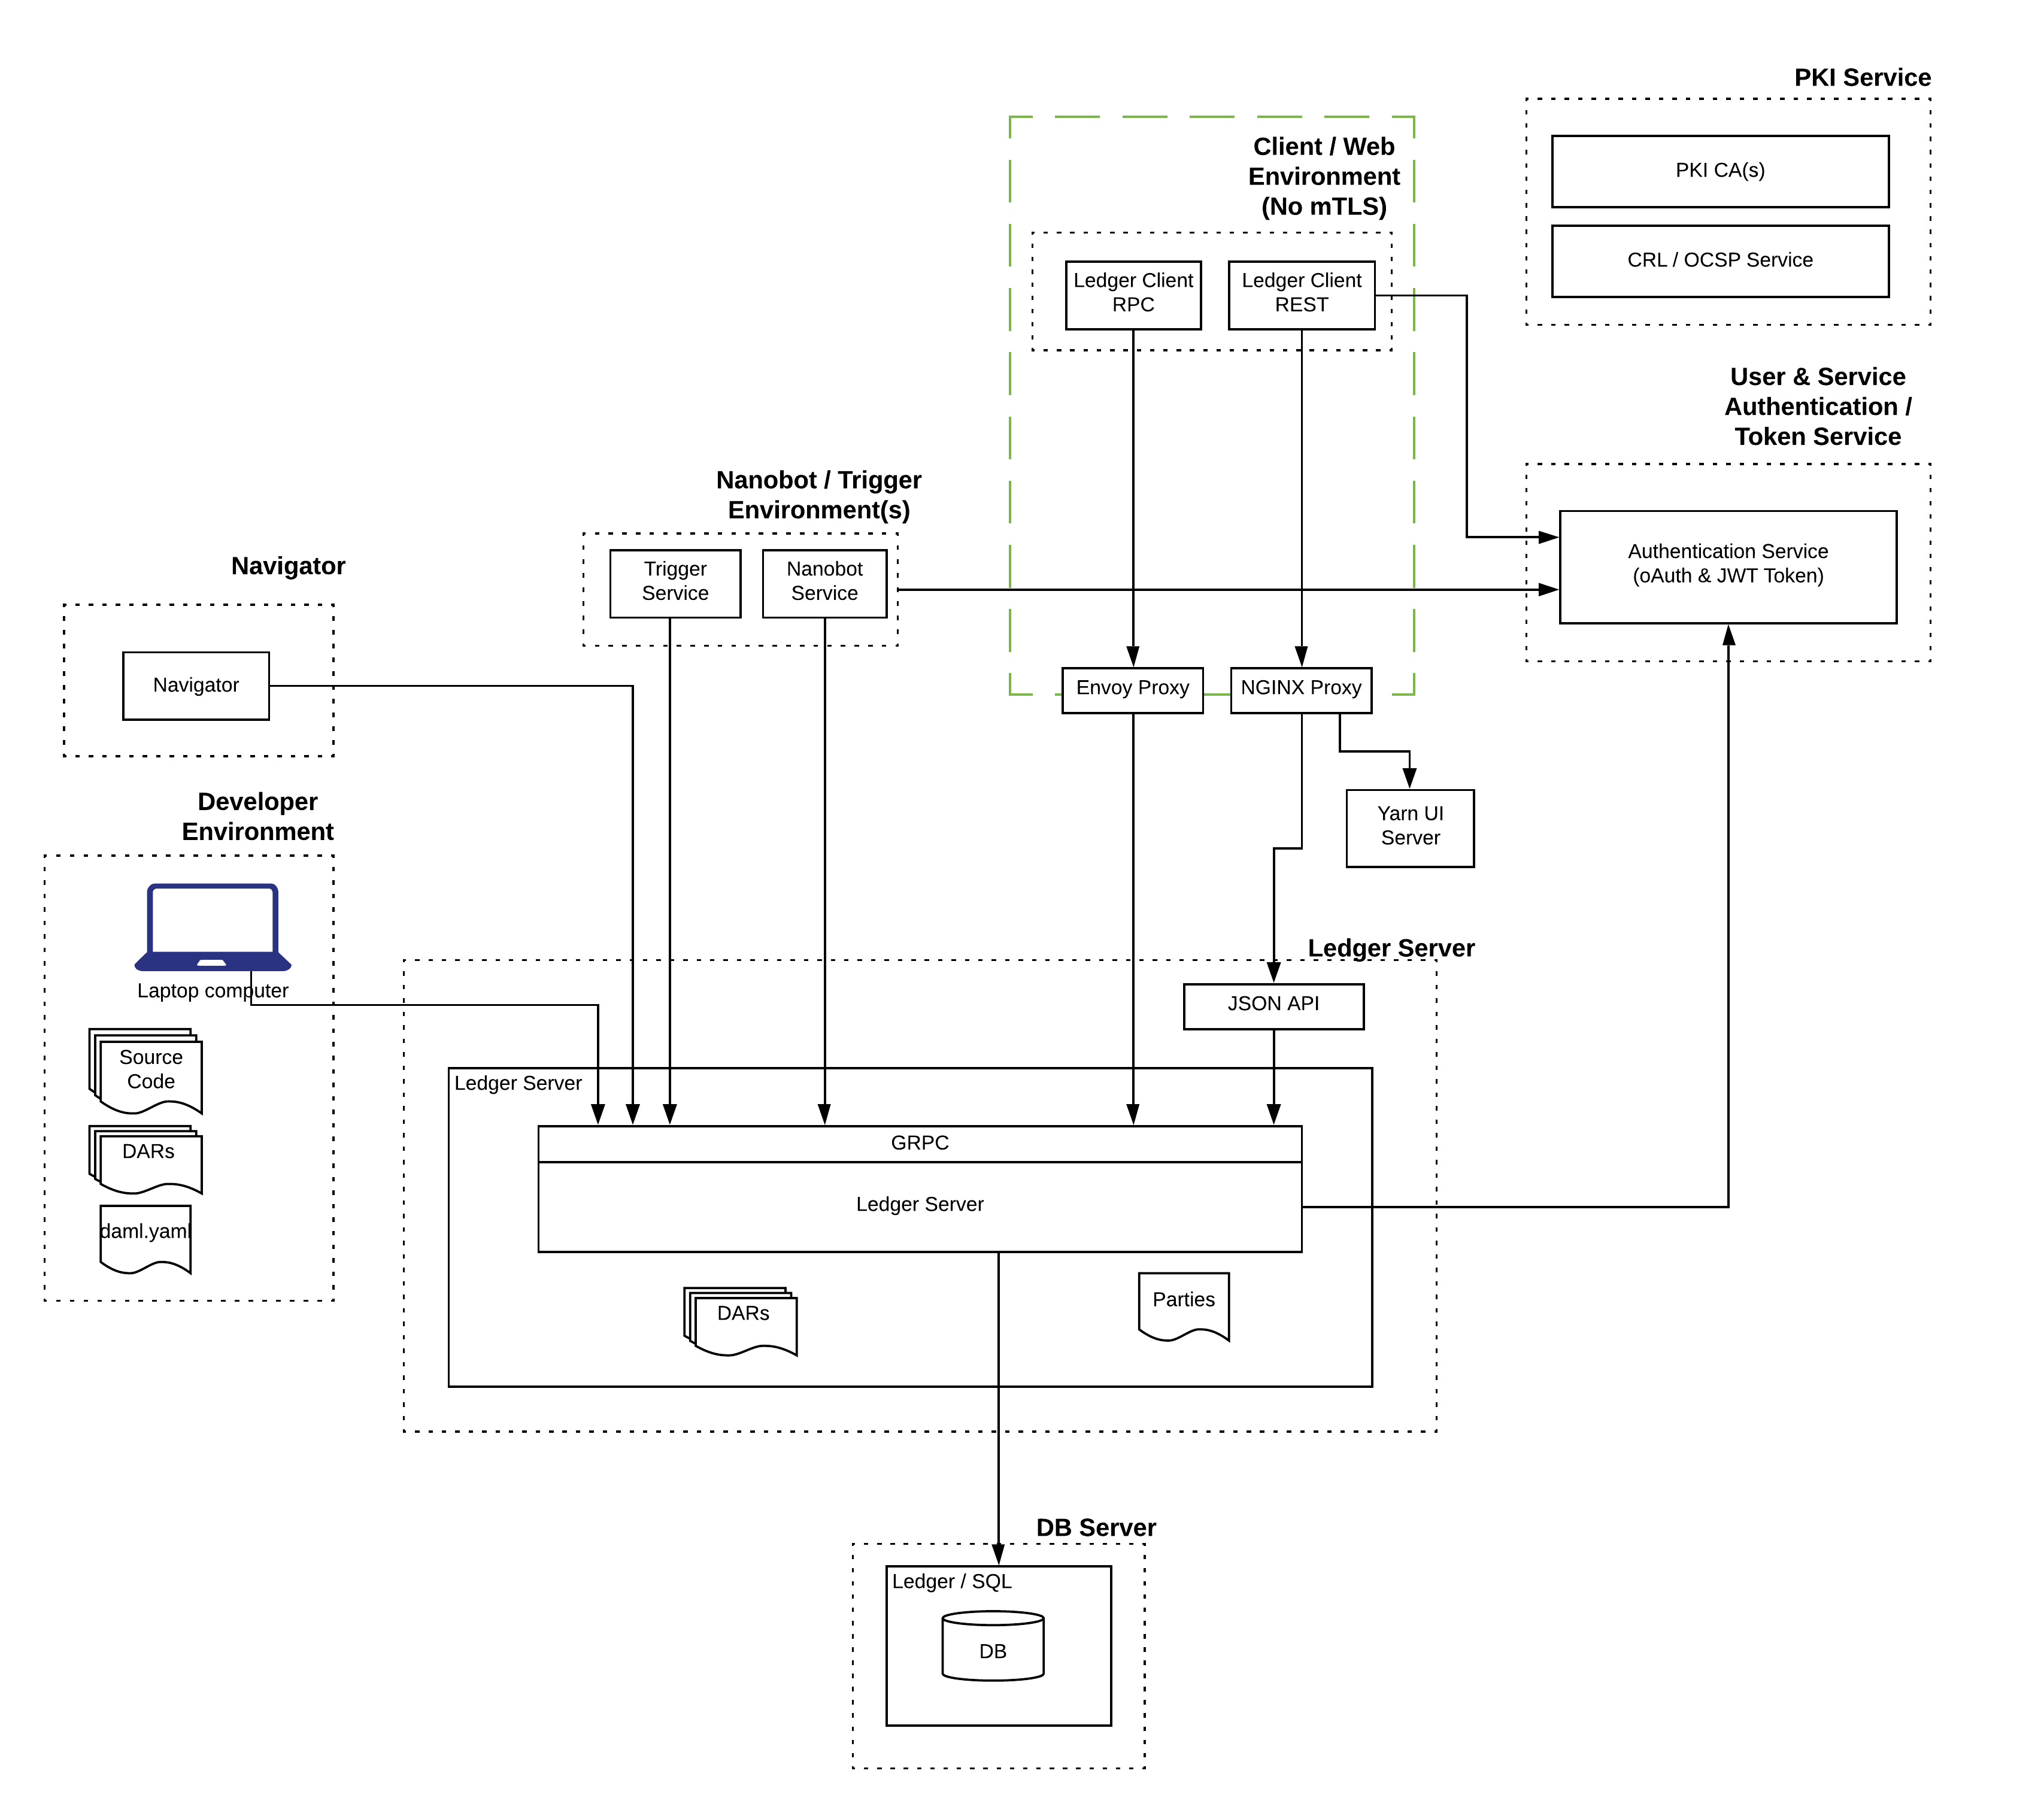 PKI Service
PKI CA(s)
CRL / OCSP Service
Client / Web
Environment
(No mTLS)
Ledger Client
RPC
Ledger Client
REST
User & Service
Authentication /
Token Service
Authentication Service
(oAuth & JWT Token)
Nanobot / Trigger
Environment(s)
Trigger
Service
Nanobot
Service
Navigator
Navigator
Envoy Proxy
NGINX Proxy
Yarn UI
Server
Developer
Environment
Laptop computer
Source
Code
DARs
daml.yaml
Ledger Server
JSON API
Ledger Server
GRPC
Ledger Server
DARs
Parties
DB Server
Ledger / SQL
DB